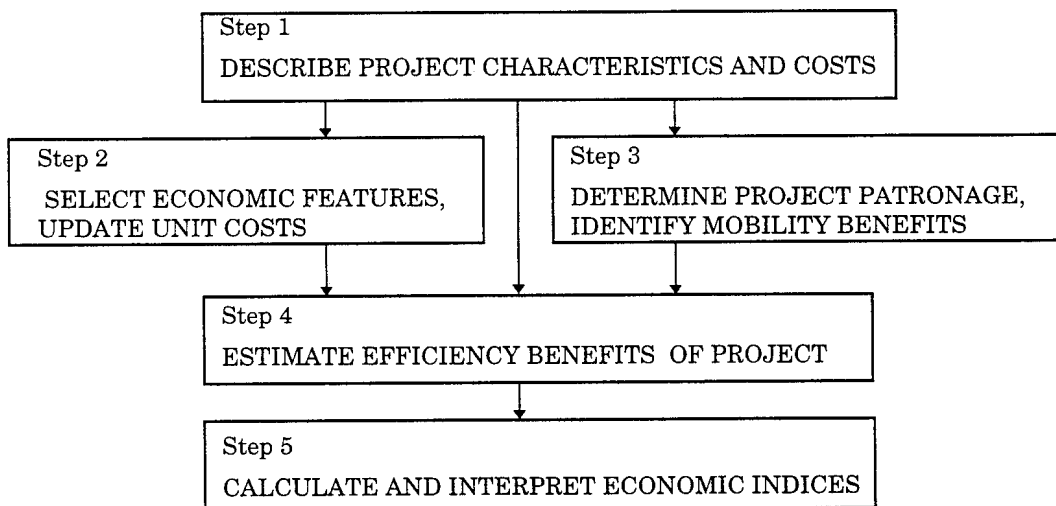 Step 1
DESCRIBE PROJECT CHARACTERISTICS AND COSTS
Step 2
SELECT ECONOMIC FEATURES,
UPDATE UNIT COSTS
Step 3
DETERMINE PROJECT PATRONAGE,
IDENTIFY MOBILITY BENEFITS
Step 4
ESTIMATE EFFICIENCY BENEFITS OF PROJECT
Step 5
CALCULATE AND INTERPRET ECONOMIC INDICES